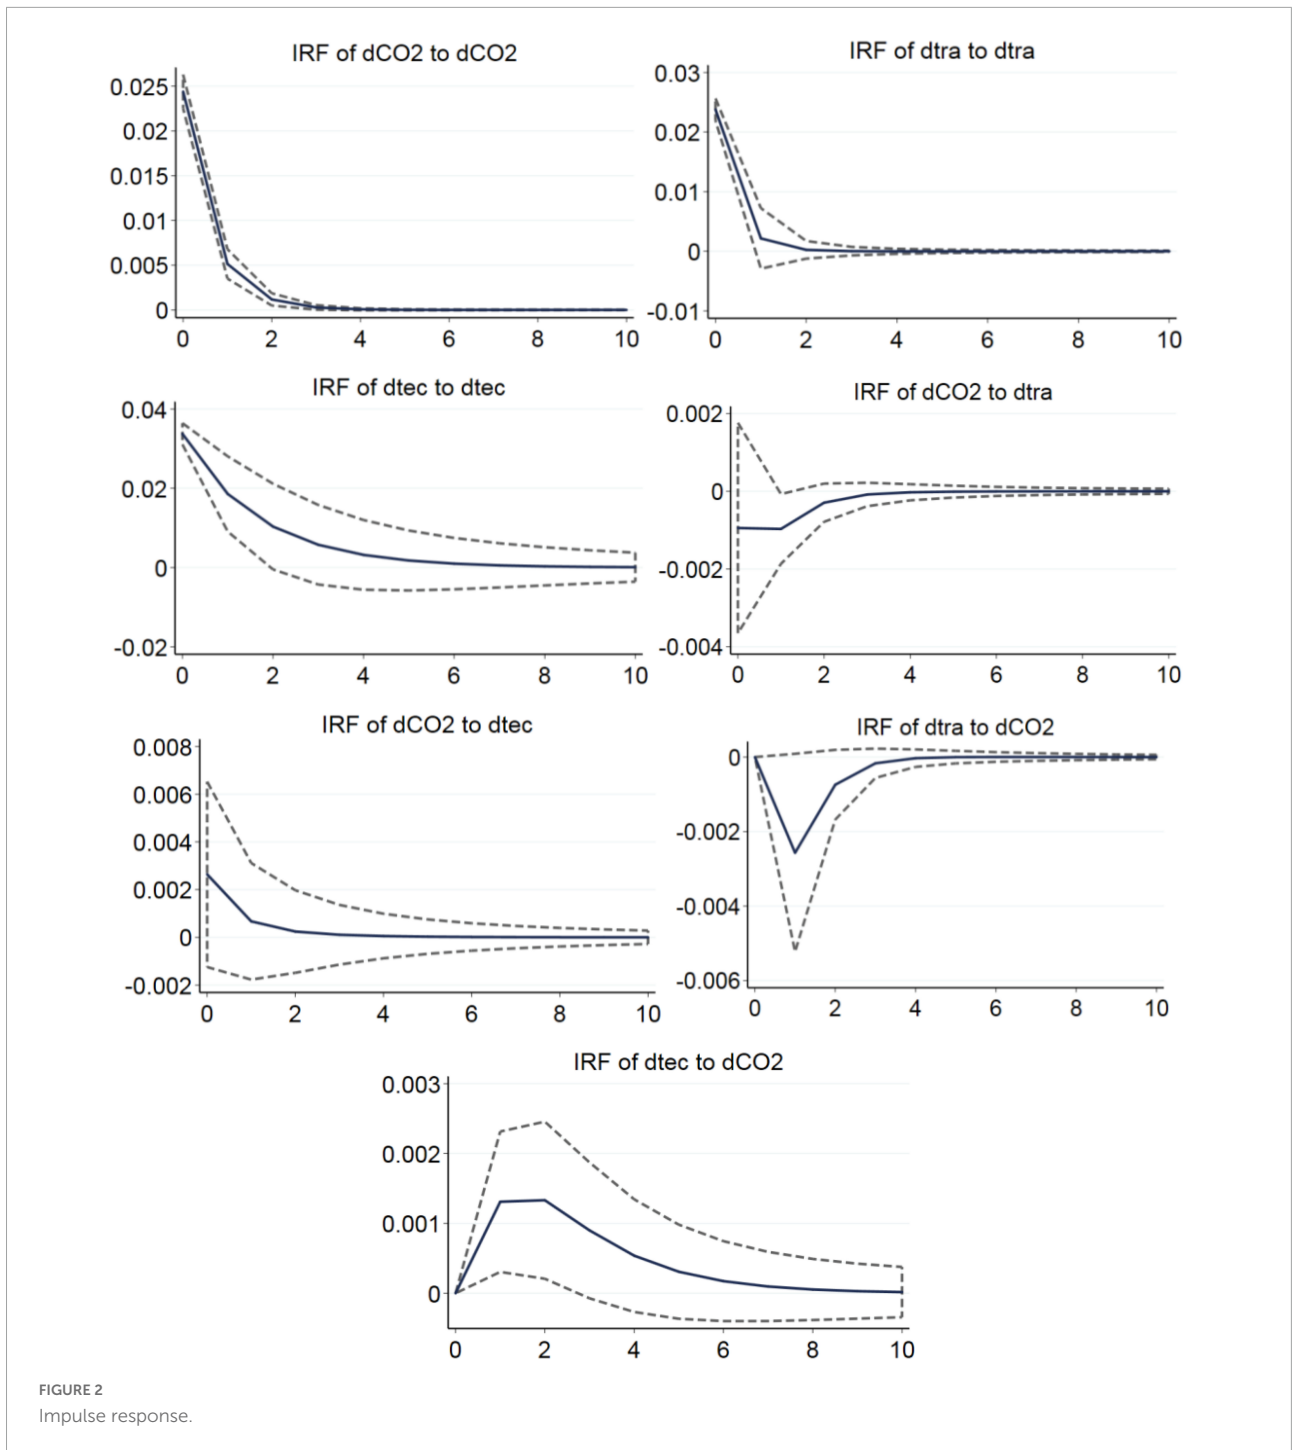 IRF of dCO2 to dCO2
0.025
0.02
0.015
0.01
0.005
0
0 2 4 6 8 10
IRF of dtra to dtra
0.03
0.02
0.01
0
-0.01
0 2 4 6 8 10
IRF of dtec to dtec
0.04
0.02
0
-0.02
0 2 4 6 8 10
IRF of dCO2 to dtra
0.002
0
-0.002
-0.004
0 2 4 6 8 10
IRF of dCO2 to dtec
0.008
0.006
0.004
0.002
0
-0.002
0 2 4 6 8 10
IRF of dtra to dCO2
0
-0.002
-0.004
-0.006
0 2 4 6 8 10
IRF of dtec to dCO2
0.003
0.002
0.001
0
0 2 4 6 8 10
FIGURE 2
Impulse response.